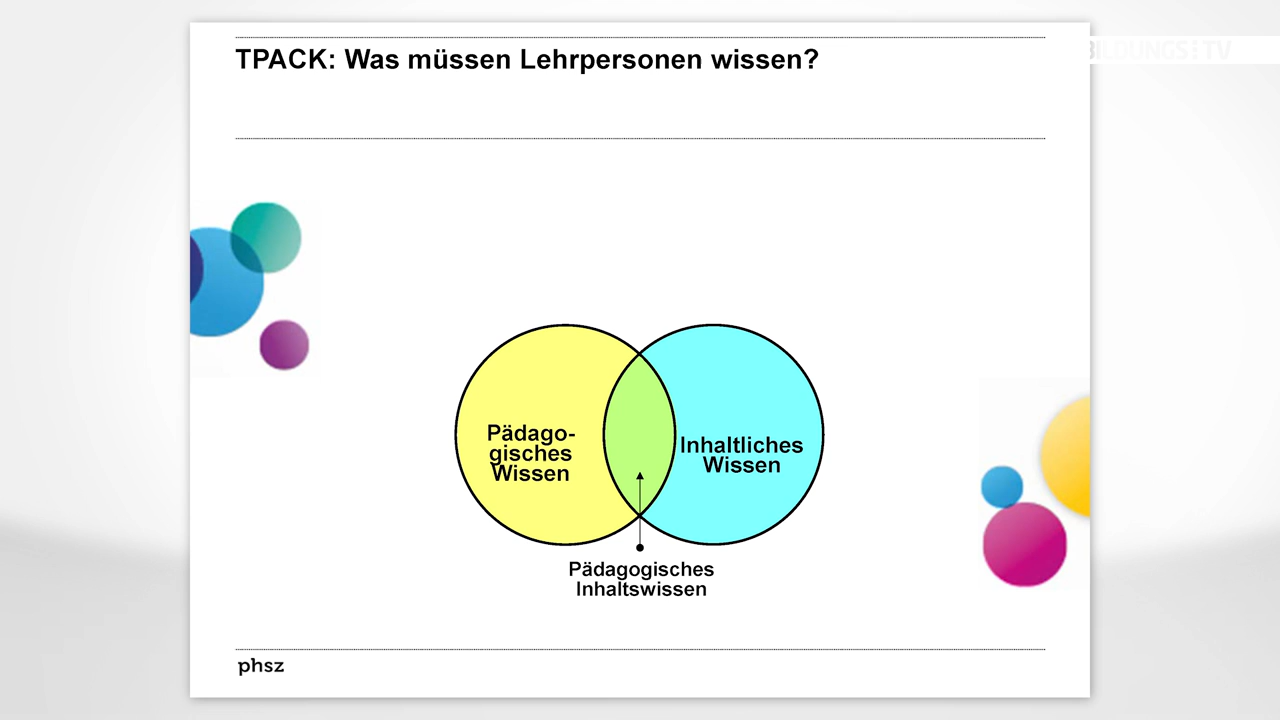 BILDUNGS:TV
TPACK: Was müssen Lehrpersonen wissen?
Pädago-
gisches
Wissen
Inhaltliches
Wissen
Pädagogisches
Inhaltswissen
phsz